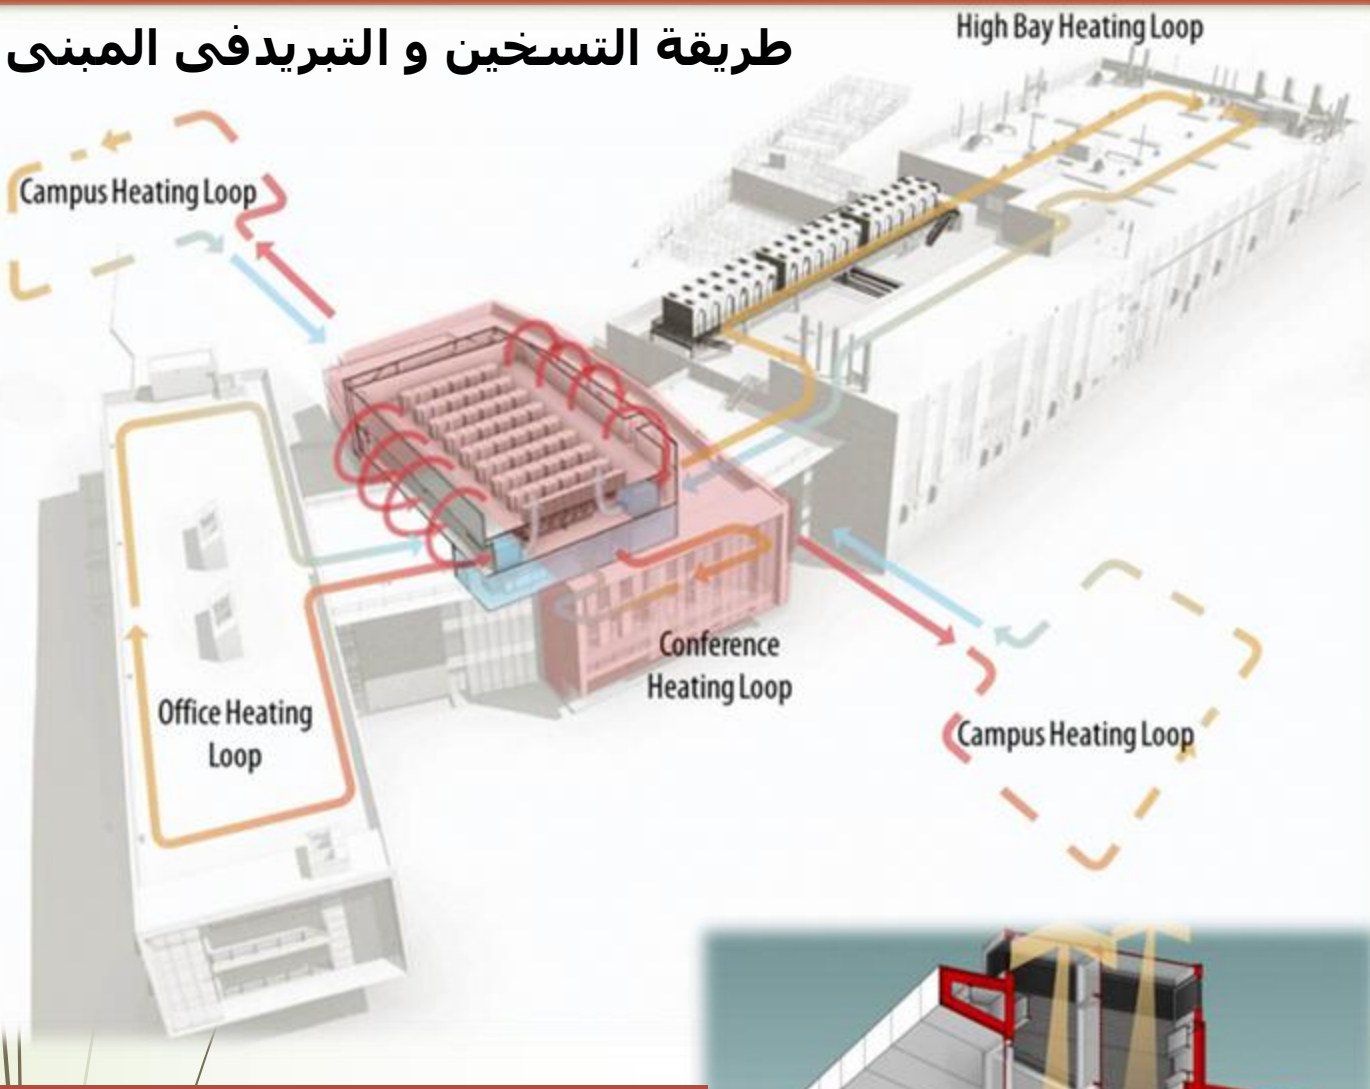 طريقة التسخين و التبريدفى المبنى
High Bay Heating Loop
Campus Heating Loop
Conference
Heating Loop
Office Heating
Loop
Campus Heating Loop